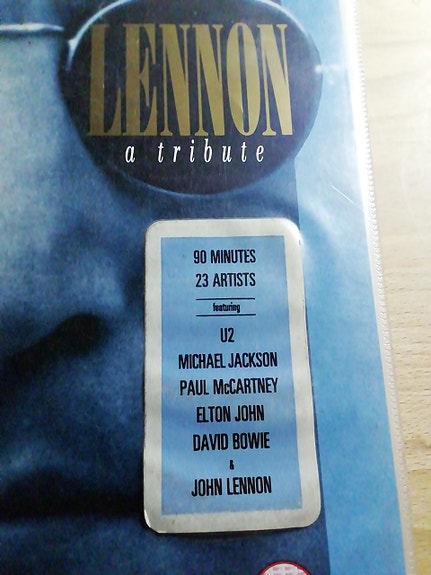 LENNON
a tribute
90 MINUTES
23 ARTISTS
featuring
U2
MICHAEL JACKSON
PAUL McCARTNEY
ELTON JOHN
DAVID BOWIE
&
JOHN LENNON